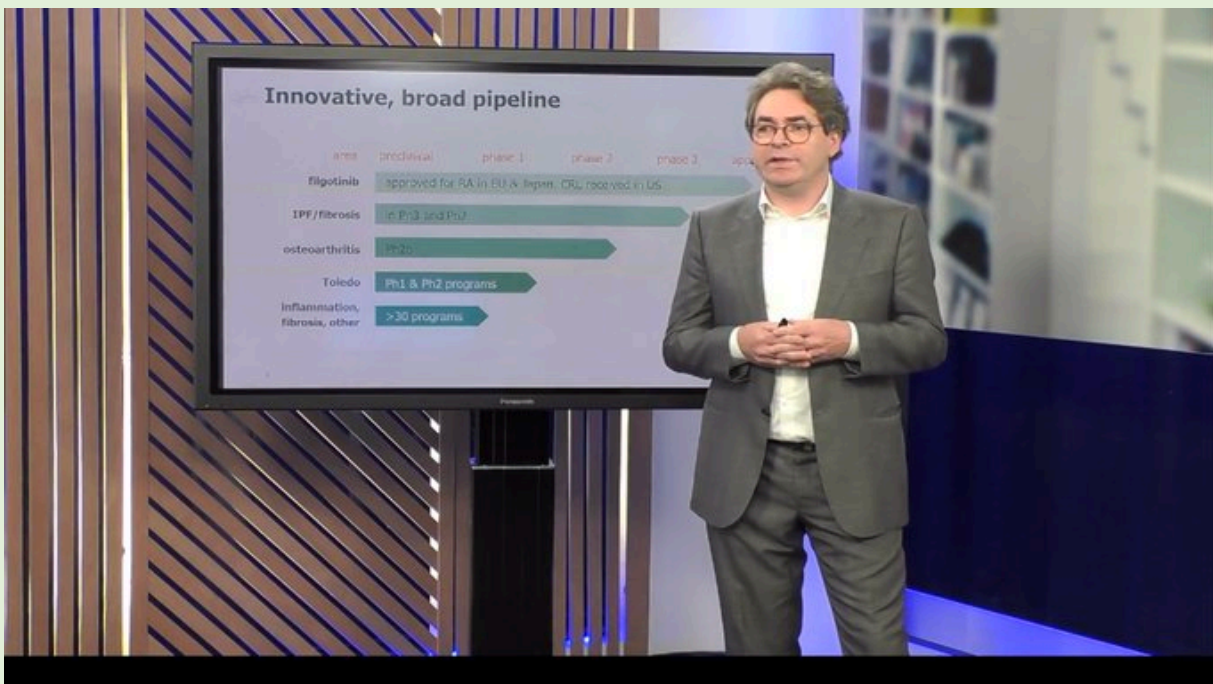 Innovative, broad pipeline
area preclinical phase 1 phase 2 phase 3
filgotinib approved for RA in EU & Japan, CRL received in US
IPF/fibrosis in Ph3 and Ph2
osteoarthritis Ph2b
Toledo Ph1 & Ph2 programs
inflammation,
fibrosis, other >30 programs
Panasonic